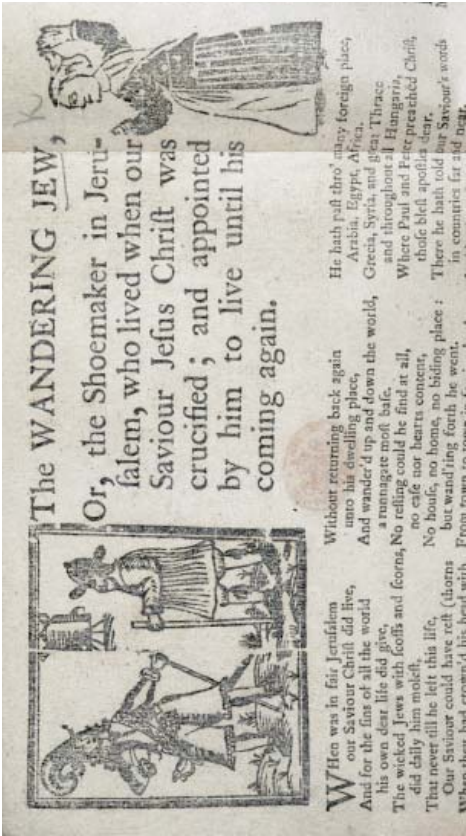 The WANDERING JEW,
Or, the Shoemaker in Jeru-
ſalem, who lived when our
Saviour Jeſus Chriſt was
crucified; and appointed
by him to live until his
coming again.
WHen was in fair Jeruſalem
our Saviour Chriſt did live,
And for the ſins of all the world
his own dear life did give,
The wicked Jews with ſcoffs and ſcorns,
did daily him moleſt,
That never till he left this life,
Our Saviour could have reſt (thorns
Without returning back again
unto his dwelling place,
And wander'd up and down the world,
a runnagate moſt baſe.
No reſting could he find at all,
no eaſe nor hearts content,
No houſe, no home, no biding place:
but wand'ring forth he went.
He hath paſt thro' many foreign place,
Arabia, Egypt, Africa.
Grecia, Syria, and great Thrace
and throughout all Hungaria,
Where Paul and Peter preached Chriſt,
thoſe bleſt apoſtles dear,
There he hath told our Saviour's words
in countries far and near.